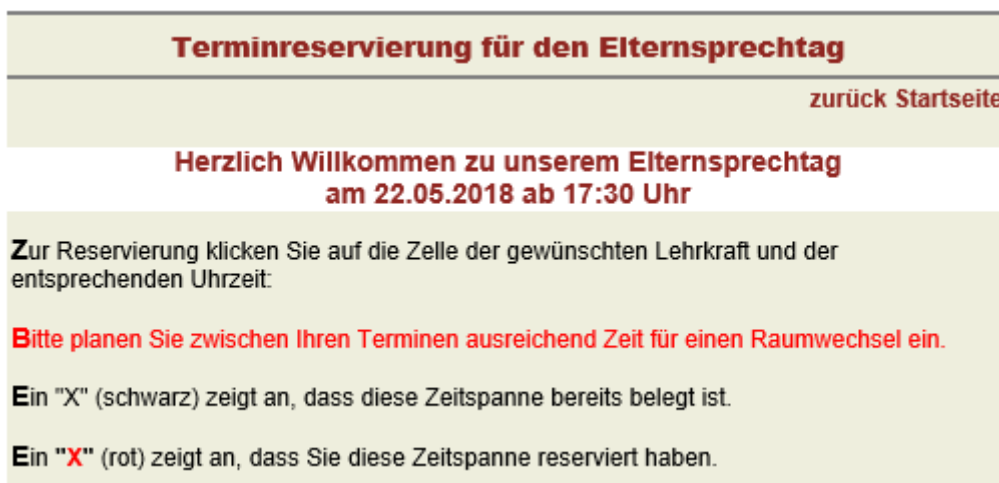 Terminreservierung für den Elternsprechtag
zurück Startseite
Herzlich Willkommen zu unserem Elternsprechtag
am 22.05.2018 ab 17:30 Uhr
Zur Reservierung klicken Sie auf die Zelle der gewünschten Lehrkraft und der
entsprechenden Uhrzeit:
Bitte planen Sie zwischen Ihren Terminen ausreichend Zeit für einen Raumwechsel ein.
Ein "X" (schwarz) zeigt an, dass diese Zeitspanne bereits belegt ist.
Ein "X" (rot) zeigt an, dass Sie diese Zeitspanne reserviert haben.